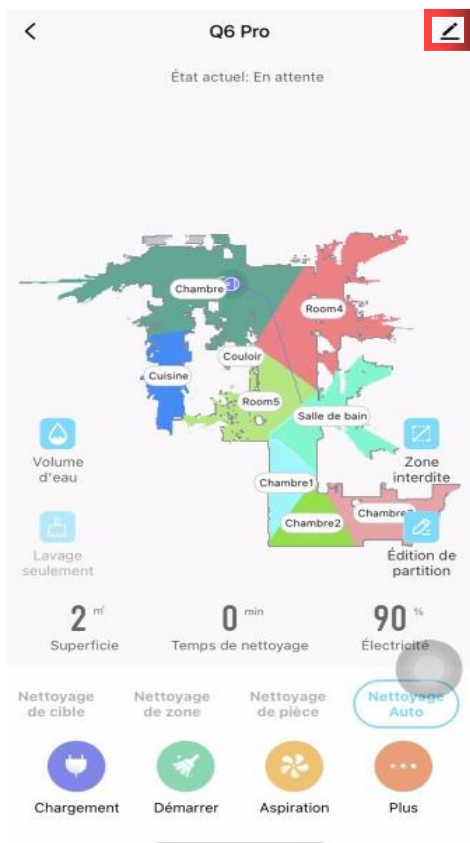 Q6 Pro
État actuel: En attente
Chambre
Room4
Couloir
Cuisine
Room5
Salle de bain
Volume
d'eau
Zone
interdite
Chambre1
Chambre2
Lavage
seulement
Édition de
partition
2 ㎡
0 min
90 %
Superficie
Temps de nettoyage
Électricité
Nettoyage
de cible
Nettoyage
de zone
Nettoyage
de pièce
Nettoyage
Auto
Chargement
Démarrer
Aspiration
Plus